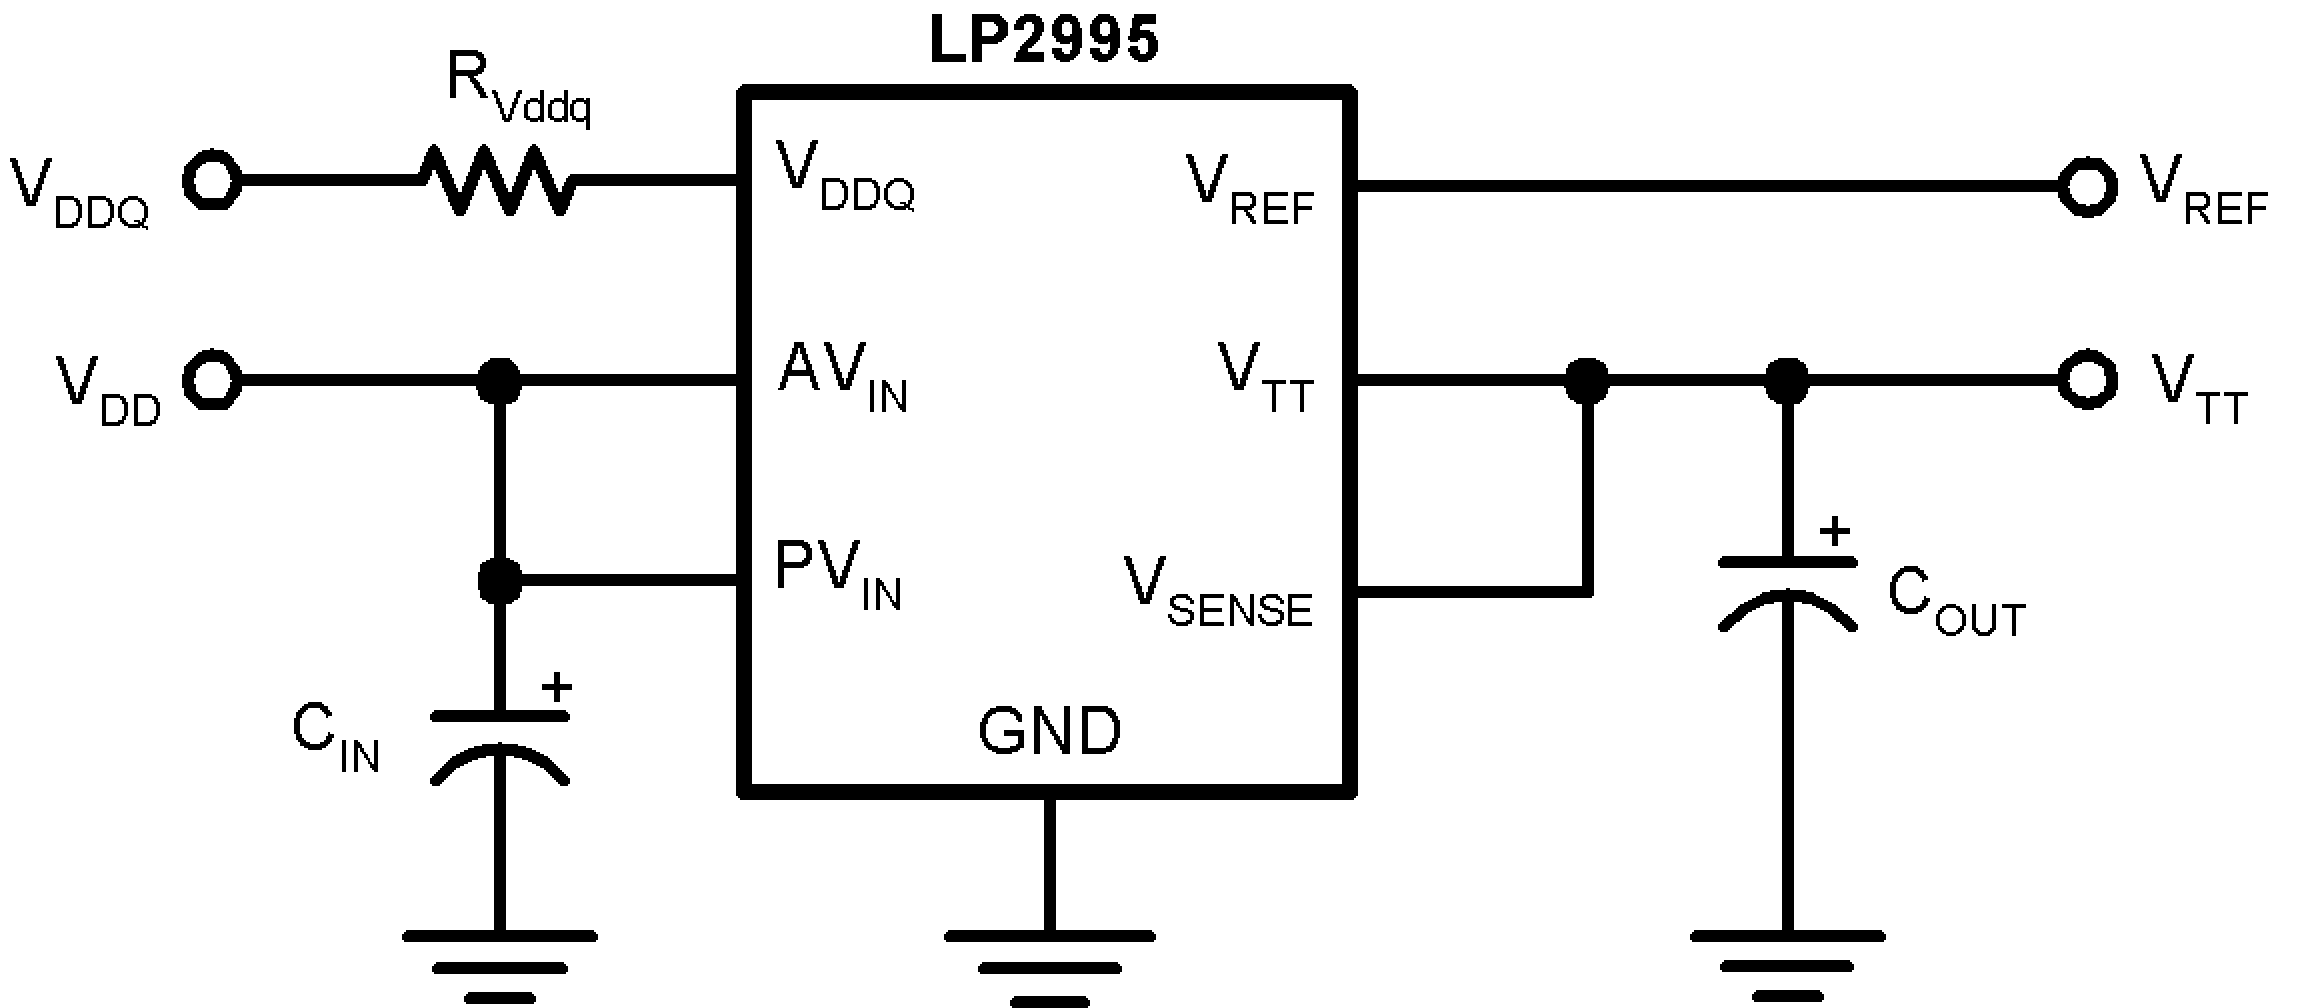 LP2995
RVddq
VDDQ
VDDQ
VREF
VREF
VDD
AVIN
VTT
VTT
PVIN
VSENSE
+
COUT
+
CIN
GND